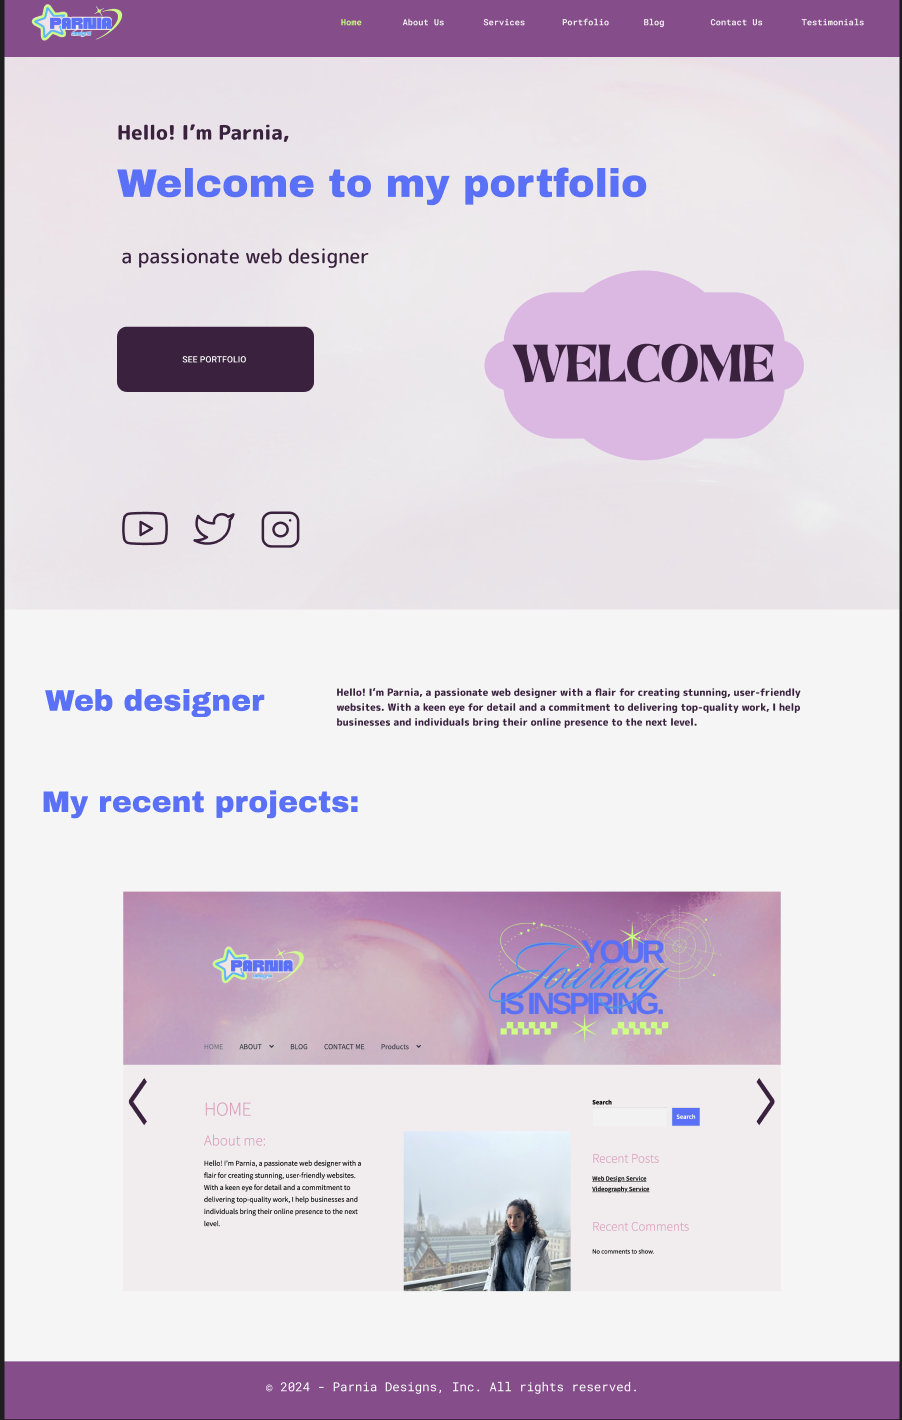 PARNIA
designs
Home About Us Services Portfolio Blog Contact Us Testimonials
Hello! I’m Parnia,
Welcome to my portfolio
a passionate web designer
SEE PORTFOLIO
WELCOME
Web designer
Hello! I’m Parnia, a passionate web designer with a flair for creating stunning, user-friendly
websites. With a keen eye for detail and a commitment to delivering top-quality work, I help
businesses and individuals bring their online presence to the next level.
My recent projects:
PARNIA
designs
YOUR
Journey
IS INSPIRING.
HOME ABOUT BLOG CONTACT ME Products
HOME
About me:
Hello! I'm Parnia, a passionate web designer with a
flair for creating stunning, user-friendly websites.
With a keen eye for detail and a commitment to
delivering top-quality work, I help businesses and
individuals bring their online presence to the next
level.
Search
Search
Recent Posts
Web Design Service
Videography Service
Recent Comments
No comments to show.
© 2024 - Parnia Designs, Inc. All rights reserved.